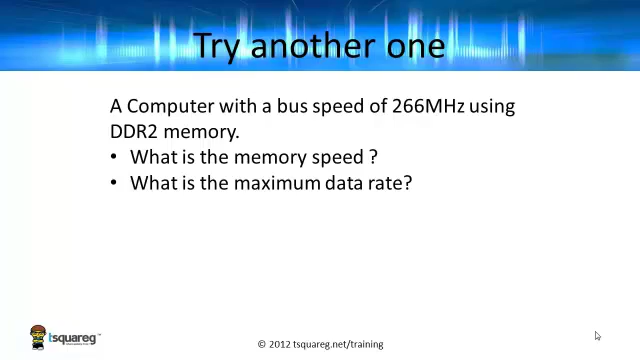 Try another one
A Computer with a bus speed of 266MHz using
DDR2 memory.
• What is the memory speed ?
• What is the maximum data rate?
tsquareg
© 2012 tsquareg.net/training